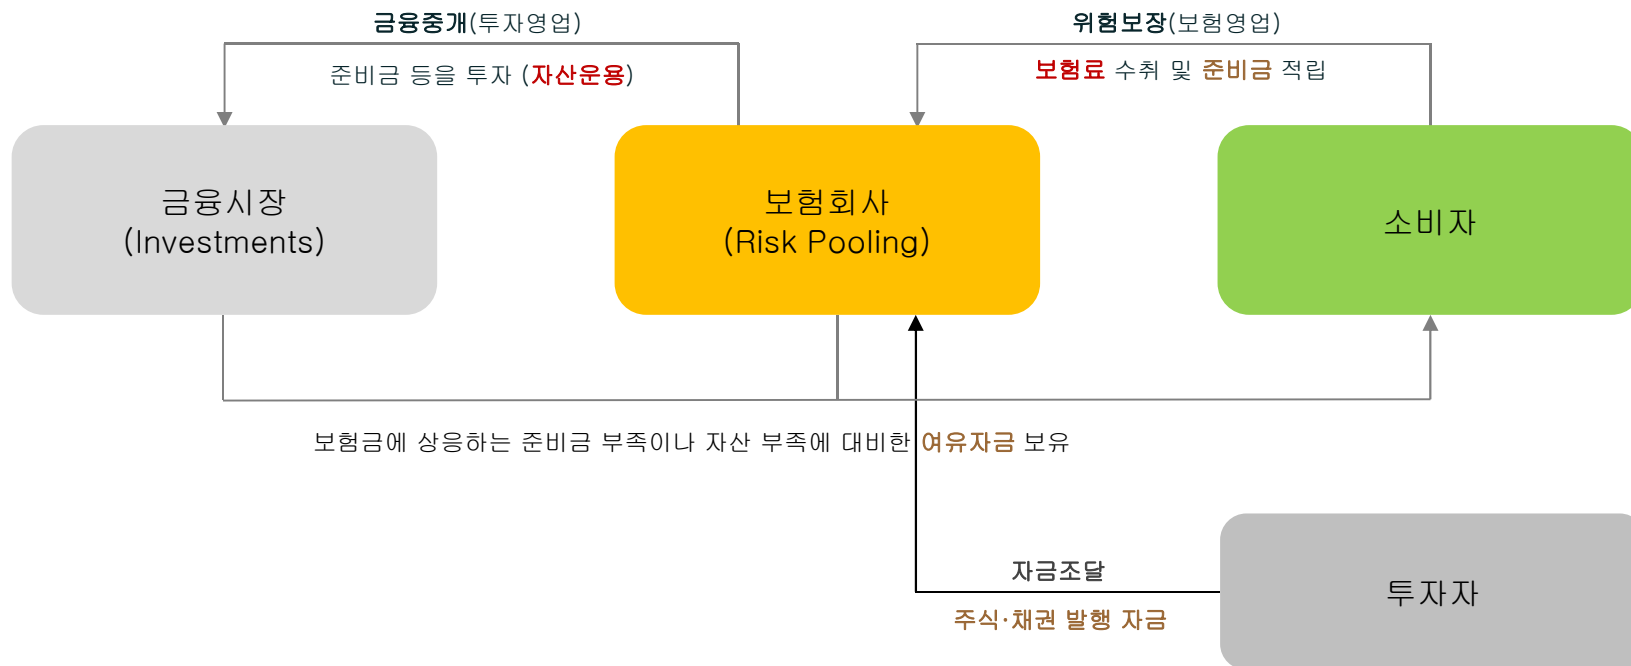 금융중개(투자영업)
위험보장(보험영업)
준비금 등을 투자 (자산운용)
보험료 수취 및 준비금 적립
금융시장
(Investments)
보험회사
(Risk Pooling)
소비자
보험금에 상응하는 준비금 부족이나 자산 부족에 대비한 여유자금 보유
자금조달
주식·채권 발행 자금
투자자